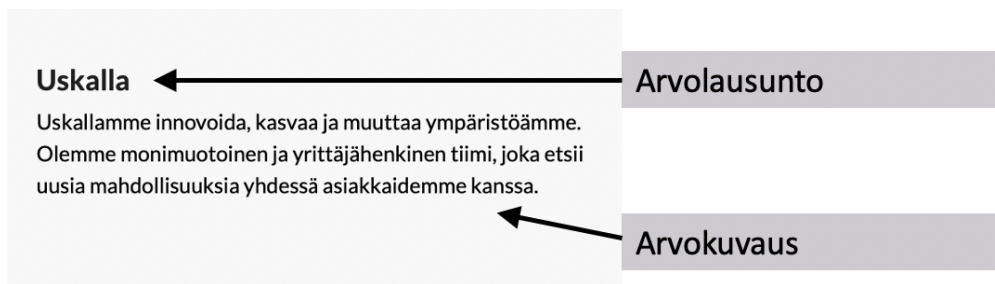 Uskalla
Arvolausunto
Uskallamme innovoida, kasvaa ja muuttaa ympäristöämme.
Olemme monimuotoinen ja yrittäjähenkinen tiimi, joka etsii
uusia mahdollisuuksia yhdessä asiakkaidemme kanssa.
Arvokuvaus